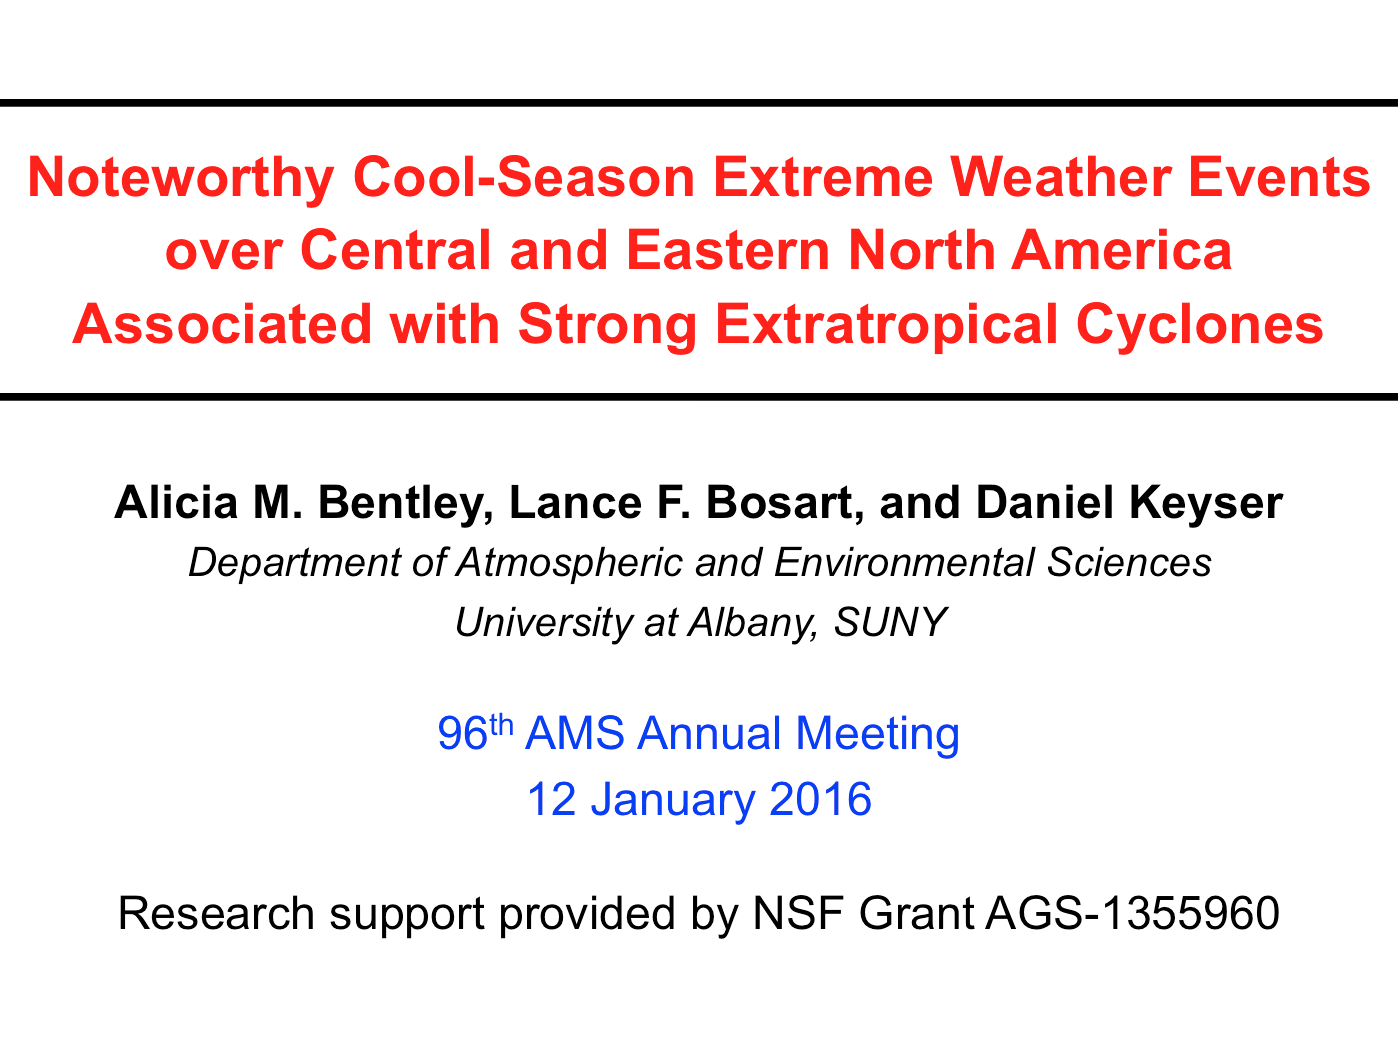 Noteworthy Cool-Season Extreme Weather Events
over Central and Eastern North America
Associated with Strong Extratropical Cyclones
Alicia M. Bentley, Lance F. Bosart, and Daniel Keyser
Department of Atmospheric and Environmental Sciences
University at Albany, SUNY
96th AMS Annual Meeting
12 January 2016
Research support provided by NSF Grant AGS-1355960